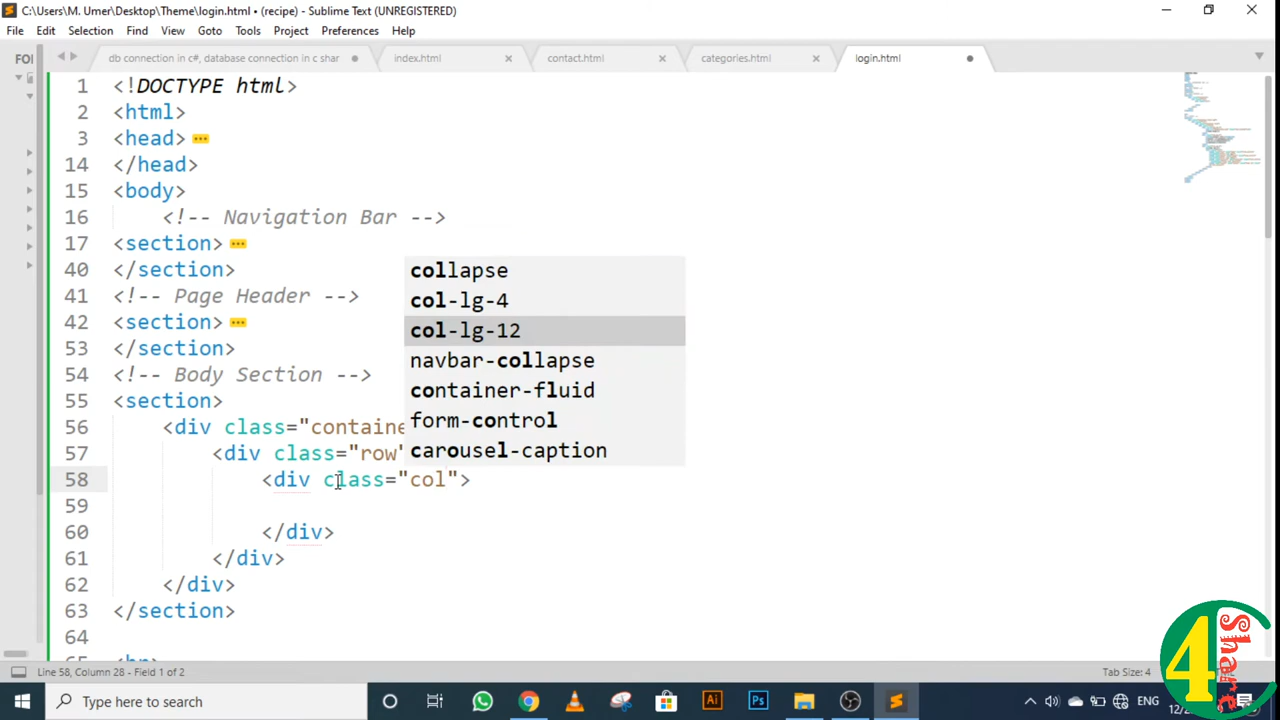 C:\Users\M. Umer\Desktop\Theme\login.html • (recipe) - Sublime Text (UNREGISTERED)
File Edit Selection Find View Goto Tools Project Preferences Help
db connection in c#, database connection in c shar index.html contact.html categories.html login.html
1 <!DOCTYPE html>
2 <html>
3 <head>
14 </head>
15 <body>
16 <!-- Navigation Bar -->
17 <section>
40 </section>
41 <!-- Page Header -->
42 <section>
53 </section>
54 <!-- Body Section -->
55 <section>
56 <div class="containe
57 <div class="row"
58 <div class="col">
59
60 </div>
61 </div>
62 </div>
63 </section>
64
collapse
col-lg-4
col-lg-12
navbar-collapse
container-fluid
form-control
carousel-caption
Line 58, Column 28 - Field 1 of 2
Tab Size: 4
4 Share
Type here to search
ENG